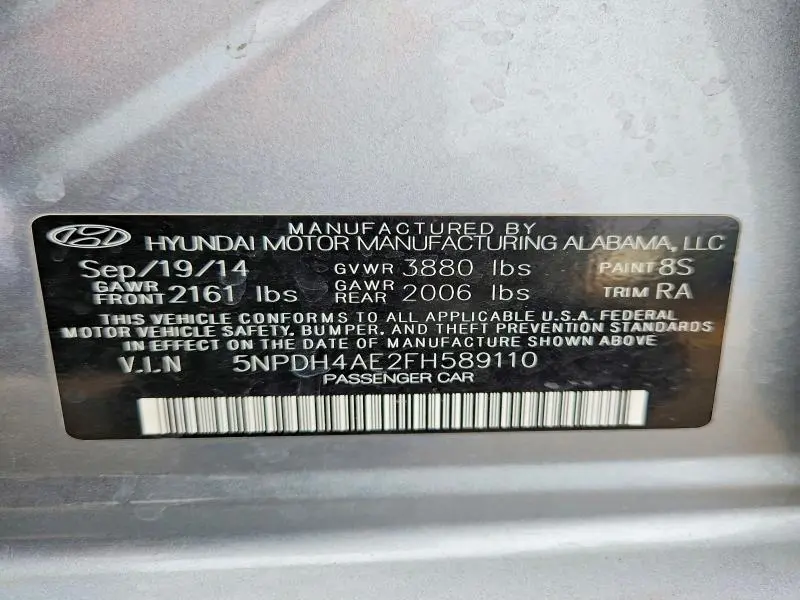 MANUFACTURED BY
HYUNDAI MOTOR MANUFACTURING ALABAMA, LLC
Sep/19/14 GVWR 3880 lbs PAINT 8S
GAWR FRONT 2161 lbs GAWR REAR 2006 lbs TRIM RA
THIS VEHICLE CONFORMS TO ALL APPLICABLE U.S.A. FEDERAL
MOTOR VEHICLE SAFETY, BUMPER, AND THEFT PREVENTION STANDARDS
IN EFFECT ON THE DATE OF MANUFACTURE SHOWN ABOVE
V.I.N 5NPDH4AE2FH589110
PASSENGER CAR